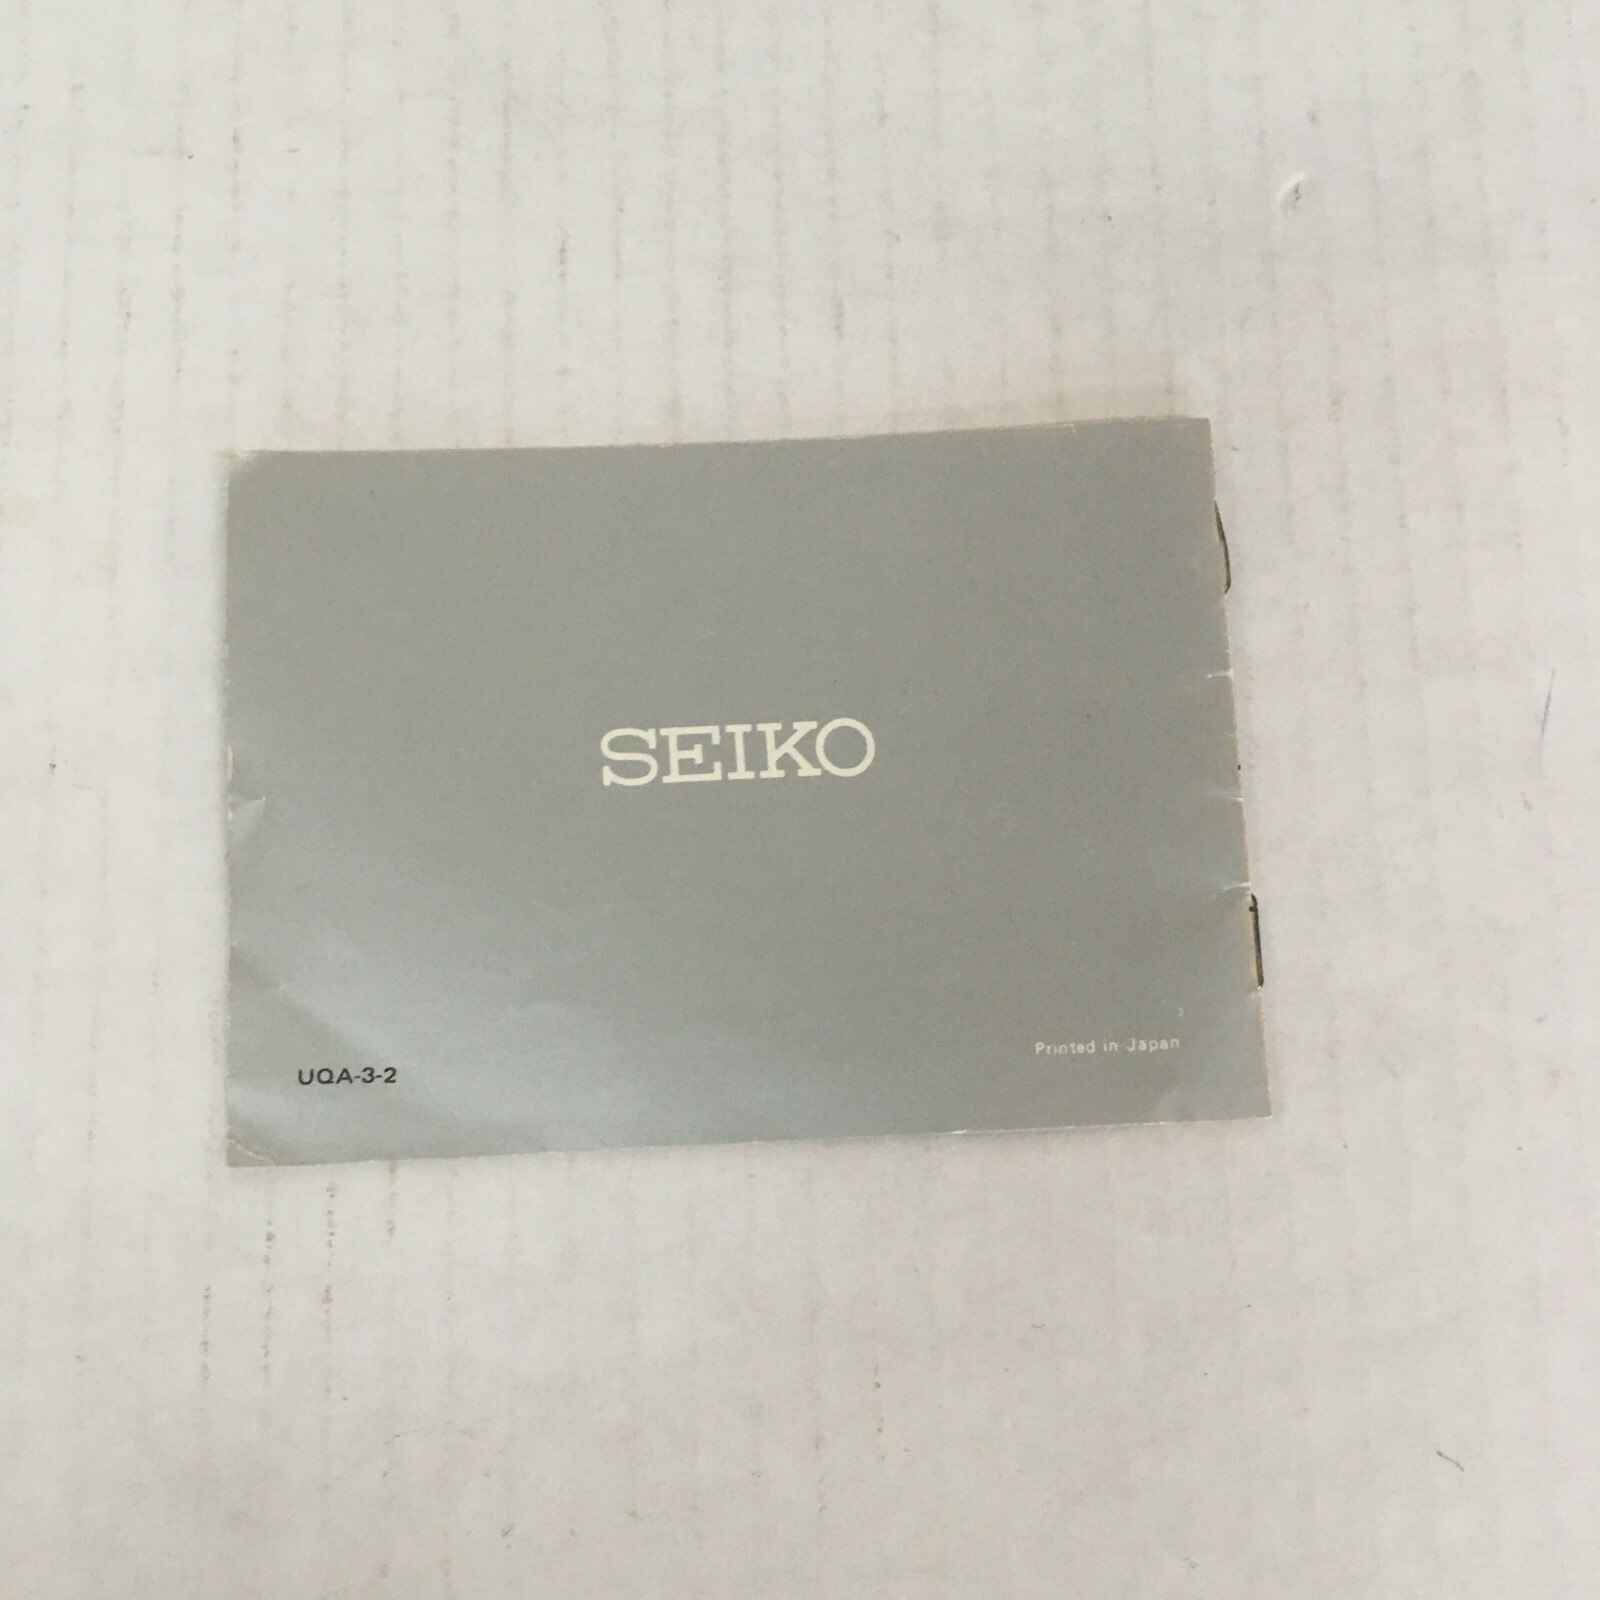 SEIKO
Printed in Japan
UQA-3-2